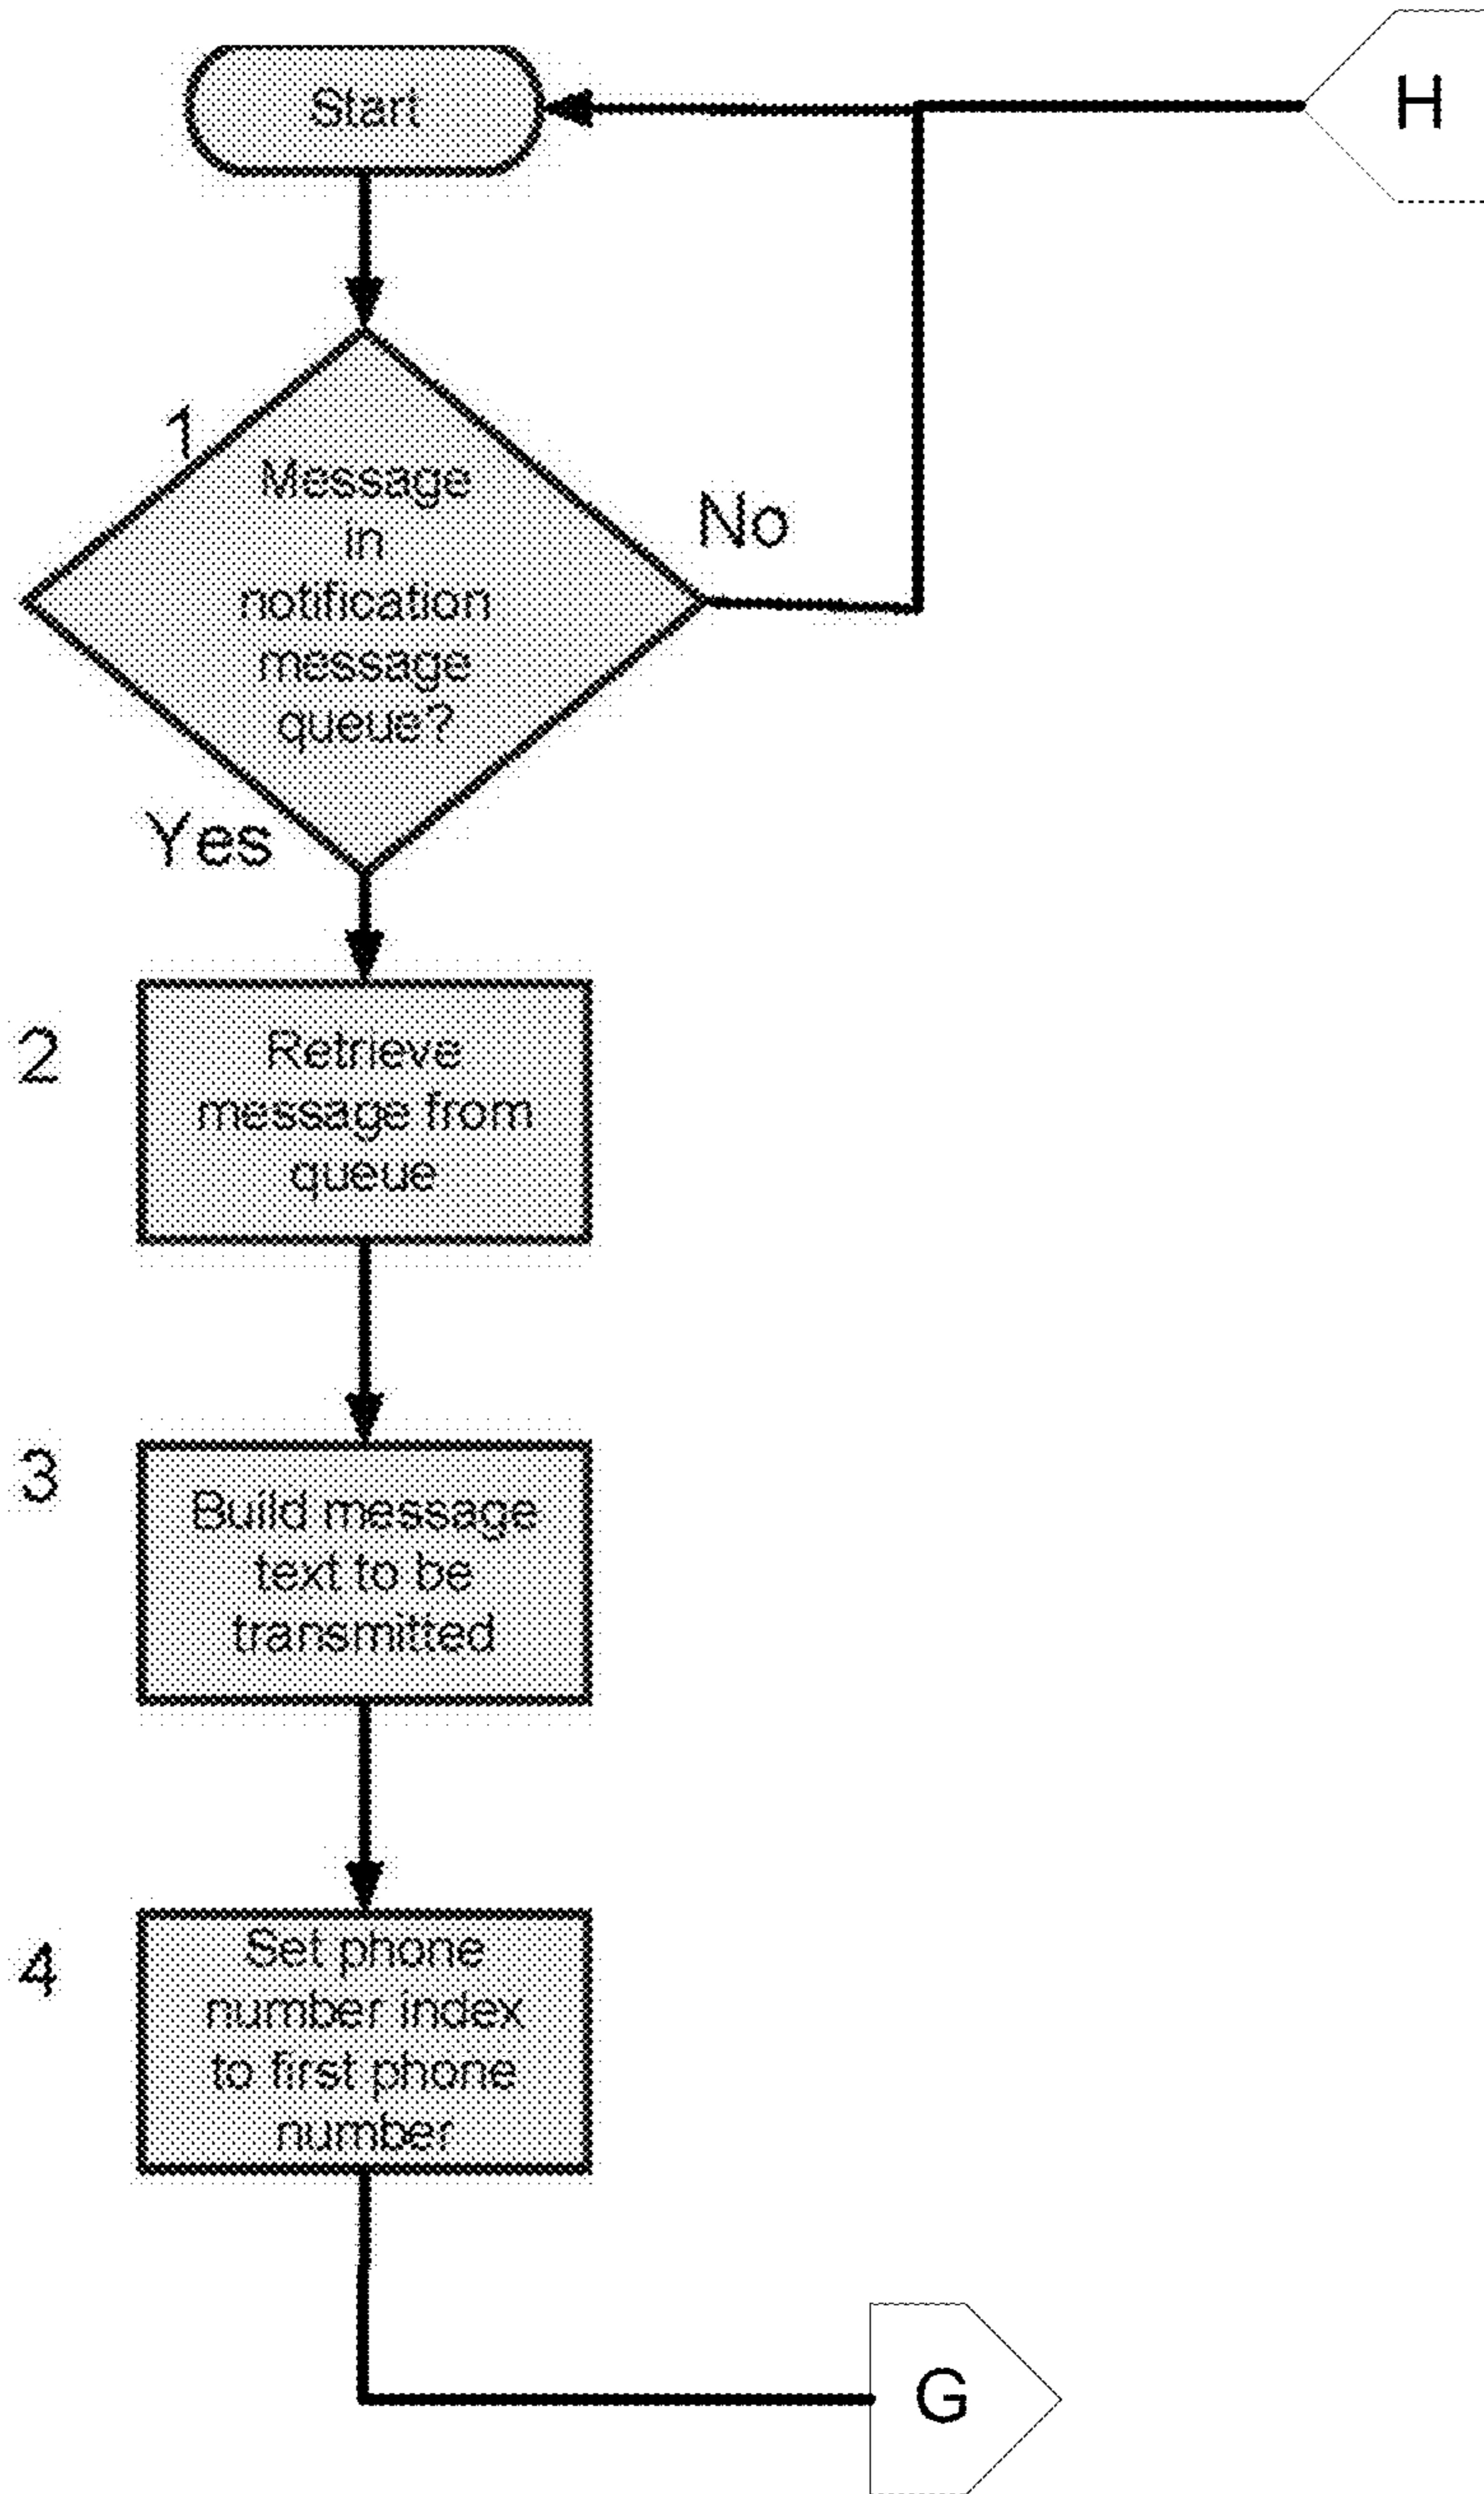 Start
H
1
Message
in
notification
message
queue?
No
Yes
2
Retrieve
message from
queue
3
Build message
text to be
transmitted
4
Set phone
number index
to first phone
number
G